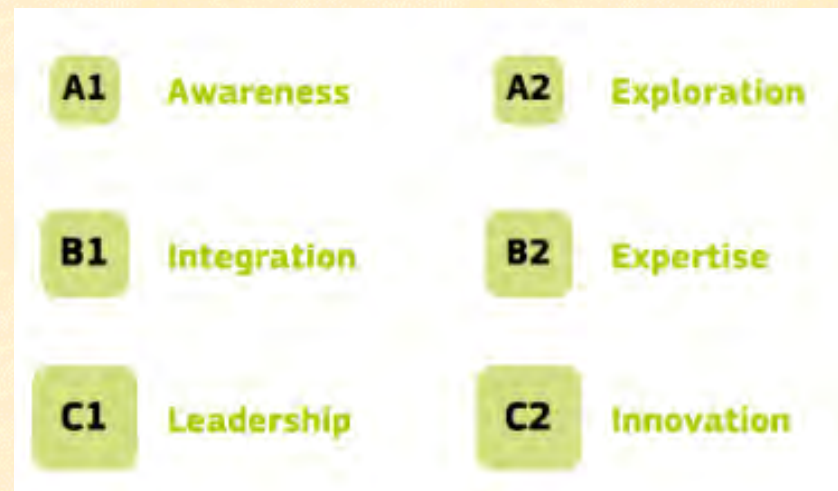 A1 Awareness A2 Exploration
B1 Integration B2 Expertise
C1 Leadership C2 Innovation